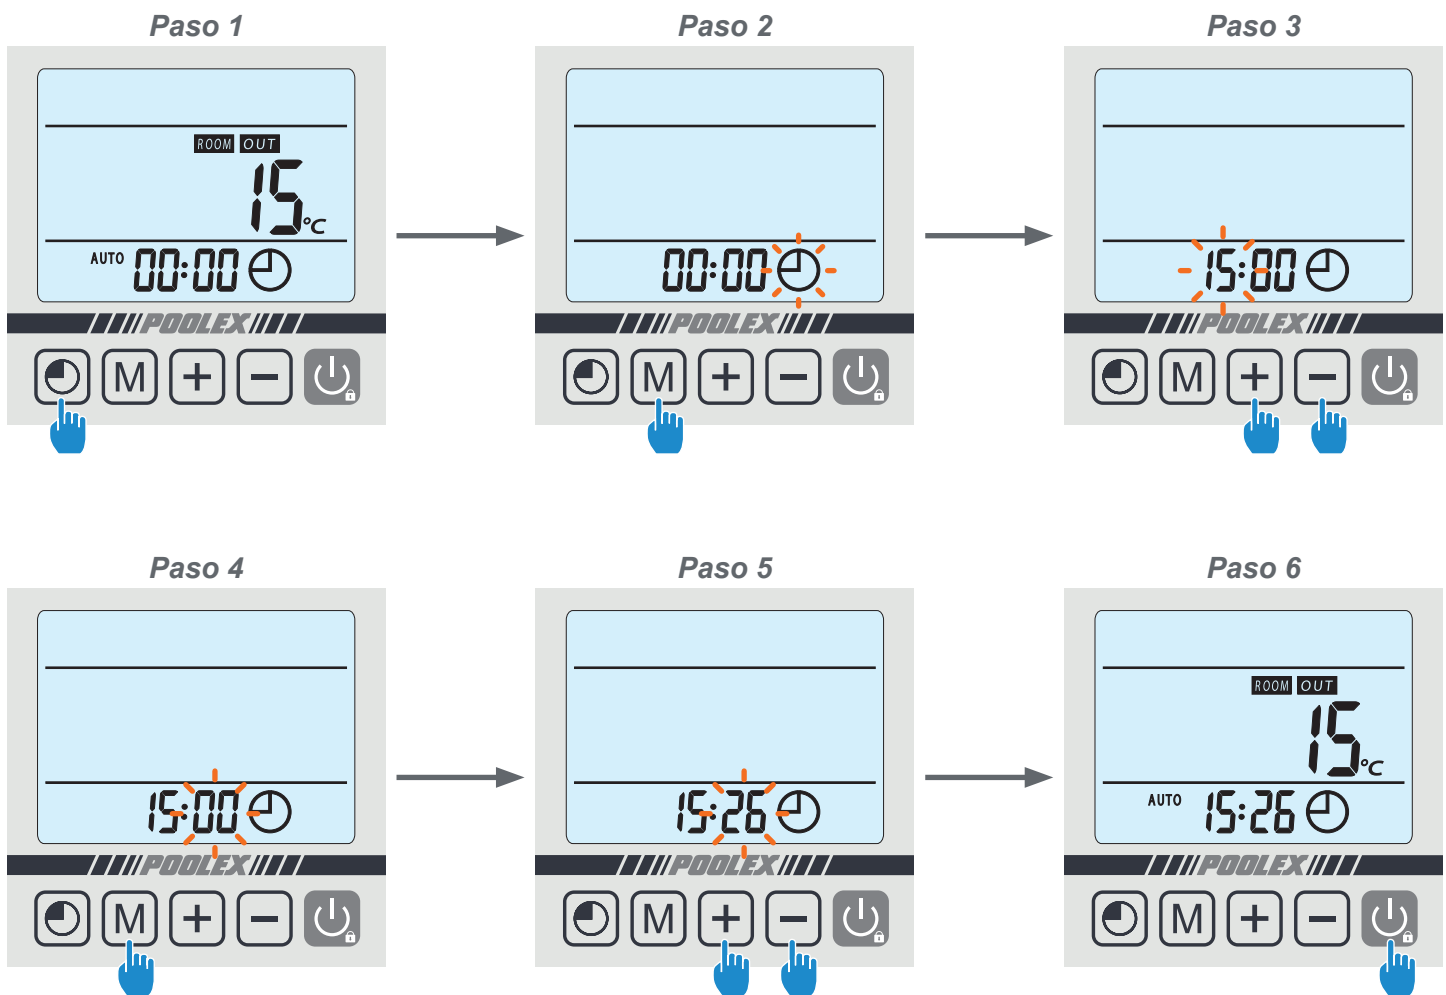 Paso 1
ROOM OUT
15 °C
AUTO 00:00
POOLEX
M + −
Paso 2
00:00
POOLEX
M + −
Paso 3
15:00
POOLEX
M + −
Paso 4
15:00
POOLEX
M + −
Paso 5
15:26
POOLEX
M + −
Paso 6
ROOM OUT
15 °C
AUTO 15:26
POOLEX
M + −